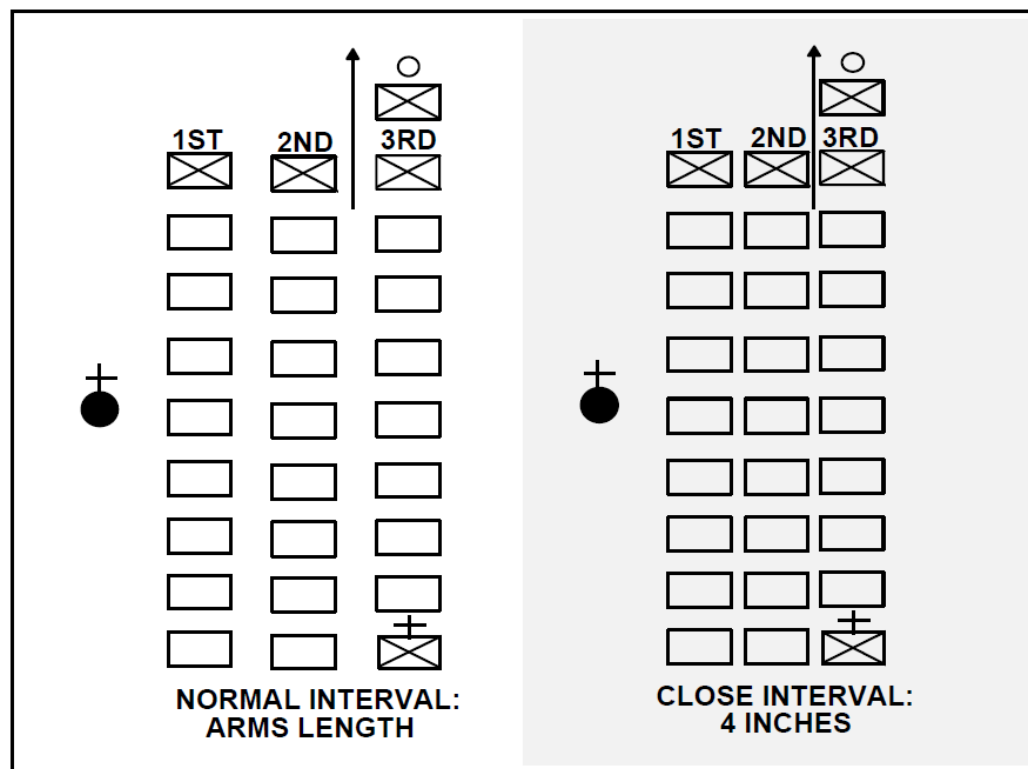 1ST 2ND 3RD
NORMAL INTERVAL:
ARMS LENGTH
1ST 2ND 3RD
CLOSE INTERVAL:
4 INCHES